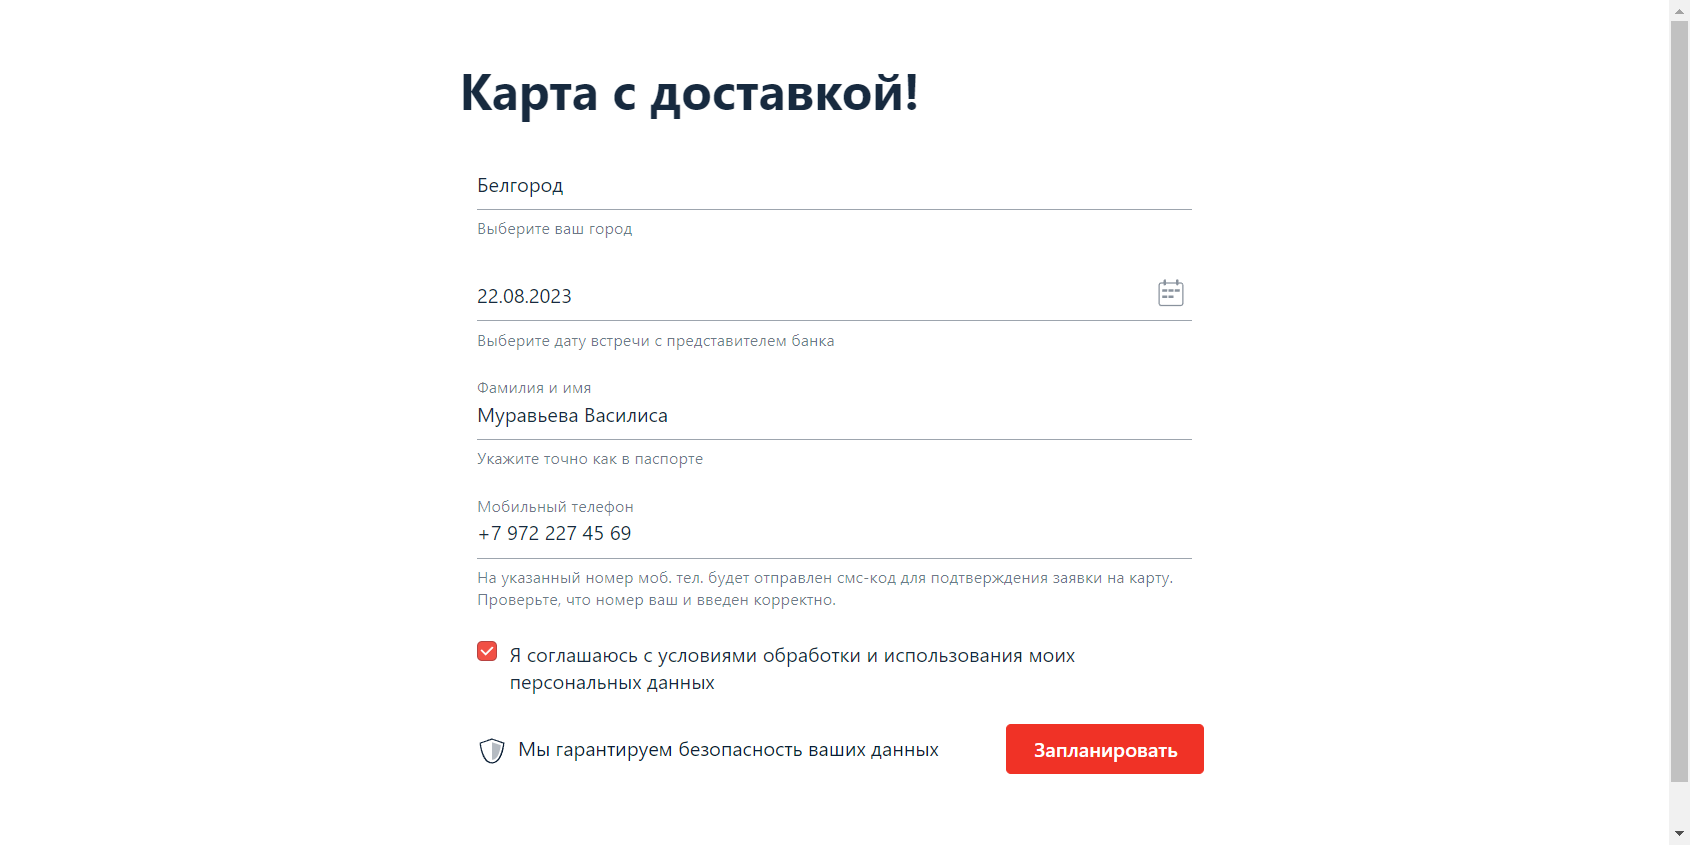 Карта с доставкой!
Белгород
Выберите ваш город
22.08.2023
Выберите дату встречи с представителем банка
Фамилия и имя
Муравьева Василиса
Укажите точно как в паспорте
Мобильный телефон
+7 972 227 45 69
На указанный номер моб. тел. будет отправлен смс-код для подтверждения заявки на карту.
Проверьте, что номер ваш и введен корректно.
Я соглашаюсь с условиями обработки и использования моих
персональных данных
Мы гарантируем безопасность ваших данных
Запланировать